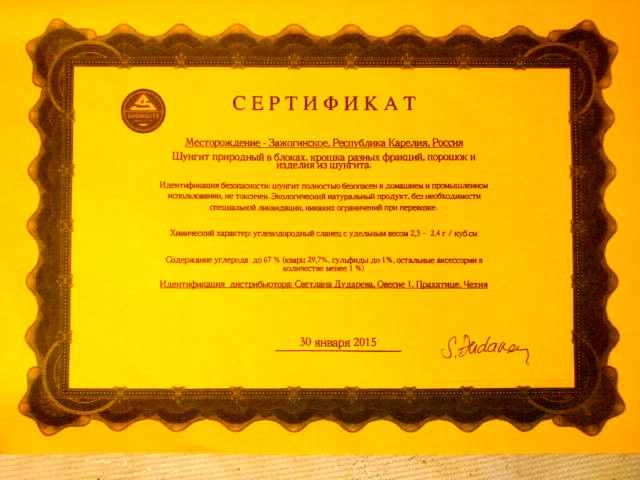 СЕРТИФИКАТ
Месторождение - Зажогинское, Республика Карелия, Россия
Шунгит природный в блоках, крошка разных фракций, порошок и
изделия из шунгита.
Идентификация безопасности: шунгит полностью безопасен в домашнем и промышленном
использовании, не токсичен. Экологический натуральный продукт, без необходимости
специальной ликвидации, никаких ограничений при перевозке.
Химический характер: углеводородный сланец с удельным весом 2,3 – 2,4 г / куб.см
Содержание углерода до 67 % (кварц 29,7%, сульфиды до 1%, остальные аксессории в
количестве менее 1 %)
Идентификация дистрибьютора: Светлана Дударева, Овесне 1, Прахатице, Чехия
30 января 2015